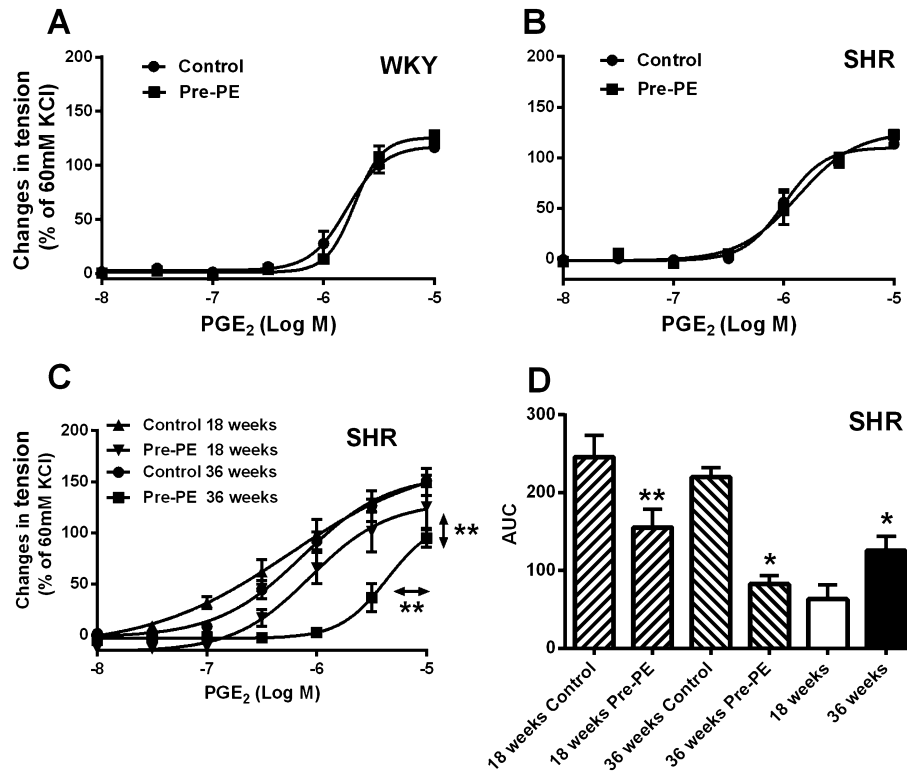 A
200
150
100
50
0
Changes in tension
(% of 60mM KCl)
Control
Pre-PE
WKY
-8 -7 -6 -5
PGE₂ (Log M)
B
200
150
100
50
0
Control
Pre-PE
SHR
-8 -7 -6 -5
PGE₂ (Log M)
C
200
150
100
50
0
Changes in tension
(% of 60mM KCl)
Control 18 weeks
Pre-PE 18 weeks
Control 36 weeks
Pre-PE 36 weeks
SHR
**
**
-8 -7 -6 -5
PGE₂ (Log M)
D
300
200
100
0
AUC
SHR
**
*
*
18 weeks Control
18 weeks Pre-PE
36 weeks Control
36 weeks Pre-PE
18 weeks
36 weeks